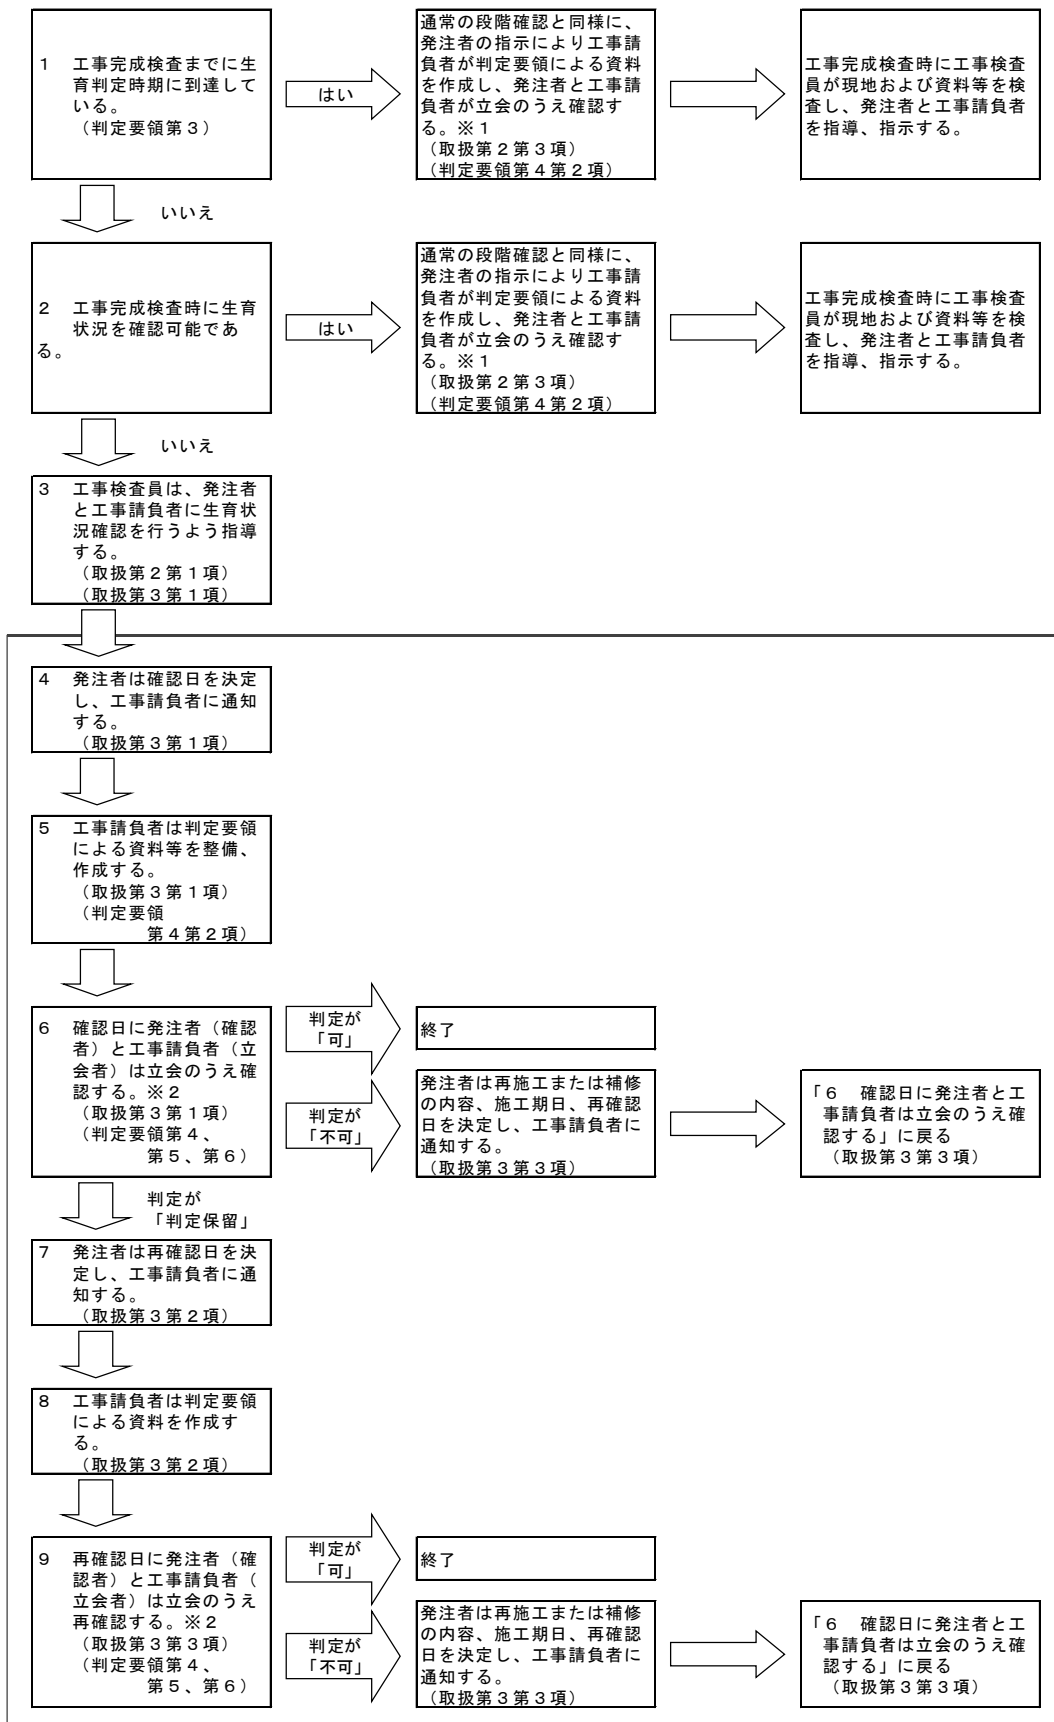 １　工事完成検査までに生
育判定時期に到達して
いる。
（判定要領第３）
はい
通常の段階確認と同様に、
発注者の指示により工事請
負者が判定要領による資料
を作成し、発注者と工事請
負者が立会のうえ確認す
る。※１
（取扱第２第３項）
（判定要領第４第２項）
工事完成検査時に工事検査
員が現地および資料等を検
査し、発注者と工事請負者
を指導、指示する。
いいえ
２　工事完成検査時に生育
状況を確認可能であ
る。
はい
通常の段階確認と同様に、
発注者の指示により工事請
負者が判定要領による資料
を作成し、発注者と工事請
負者が立会のうえ確認す
る。※１
（取扱第２第３項）
（判定要領第４第２項）
工事完成検査時に工事検査
員が現地および資料等を検
査し、発注者と工事請負者
を指導、指示する。
いいえ
３　工事検査員は、発注者
と工事請負者に生育状
況確認を行うよう指導
する。
（取扱第２第１項）
（取扱第３第１項）
４　発注者は確認日を決定
し、工事請負者に通知
する。
（取扱第３第１項）
５　工事請負者は判定要領
による資料等を整備、
作成する。
（取扱第３第１項）
（判定要領
第４第２項）
６　確認日に発注者（確認
者）と工事請負者（立
会者）は立会のうえ確
認する。※２
（取扱第３第１項）
（判定要領第４、
第５、第６）
判定が
「可」
終了
判定が
「不可」
発注者は再施工または補修
の内容、施工期日、再確認
日を決定し、工事請負者に
通知する。
（取扱第３第３項）
「６　確認日に発注者と工
事請負者は立会のうえ確
認する」に戻る
（取扱第３第３項）
判定が
「判定保留」
７　発注者は再確認日を決
定し、工事請負者に通
知する。
（取扱第３第２項）
８　工事請負者は判定要領
による資料を作成す
る。
（取扱第３第２項）
９　再確認日に発注者（確
認者）と工事請負者（
立会者）は立会のうえ
再確認する。※２
（取扱第３第３項）
（判定要領第４、
第５、第６）
判定が
「可」
終了
判定が
「不可」
発注者は再施工または補修
の内容、施工期日、再確認
日を決定し、工事請負者に
通知する。
（取扱第３第３項）
「６　確認日に発注者と工
事請負者は立会のうえ確
認する」に戻る
（取扱第３第３項）